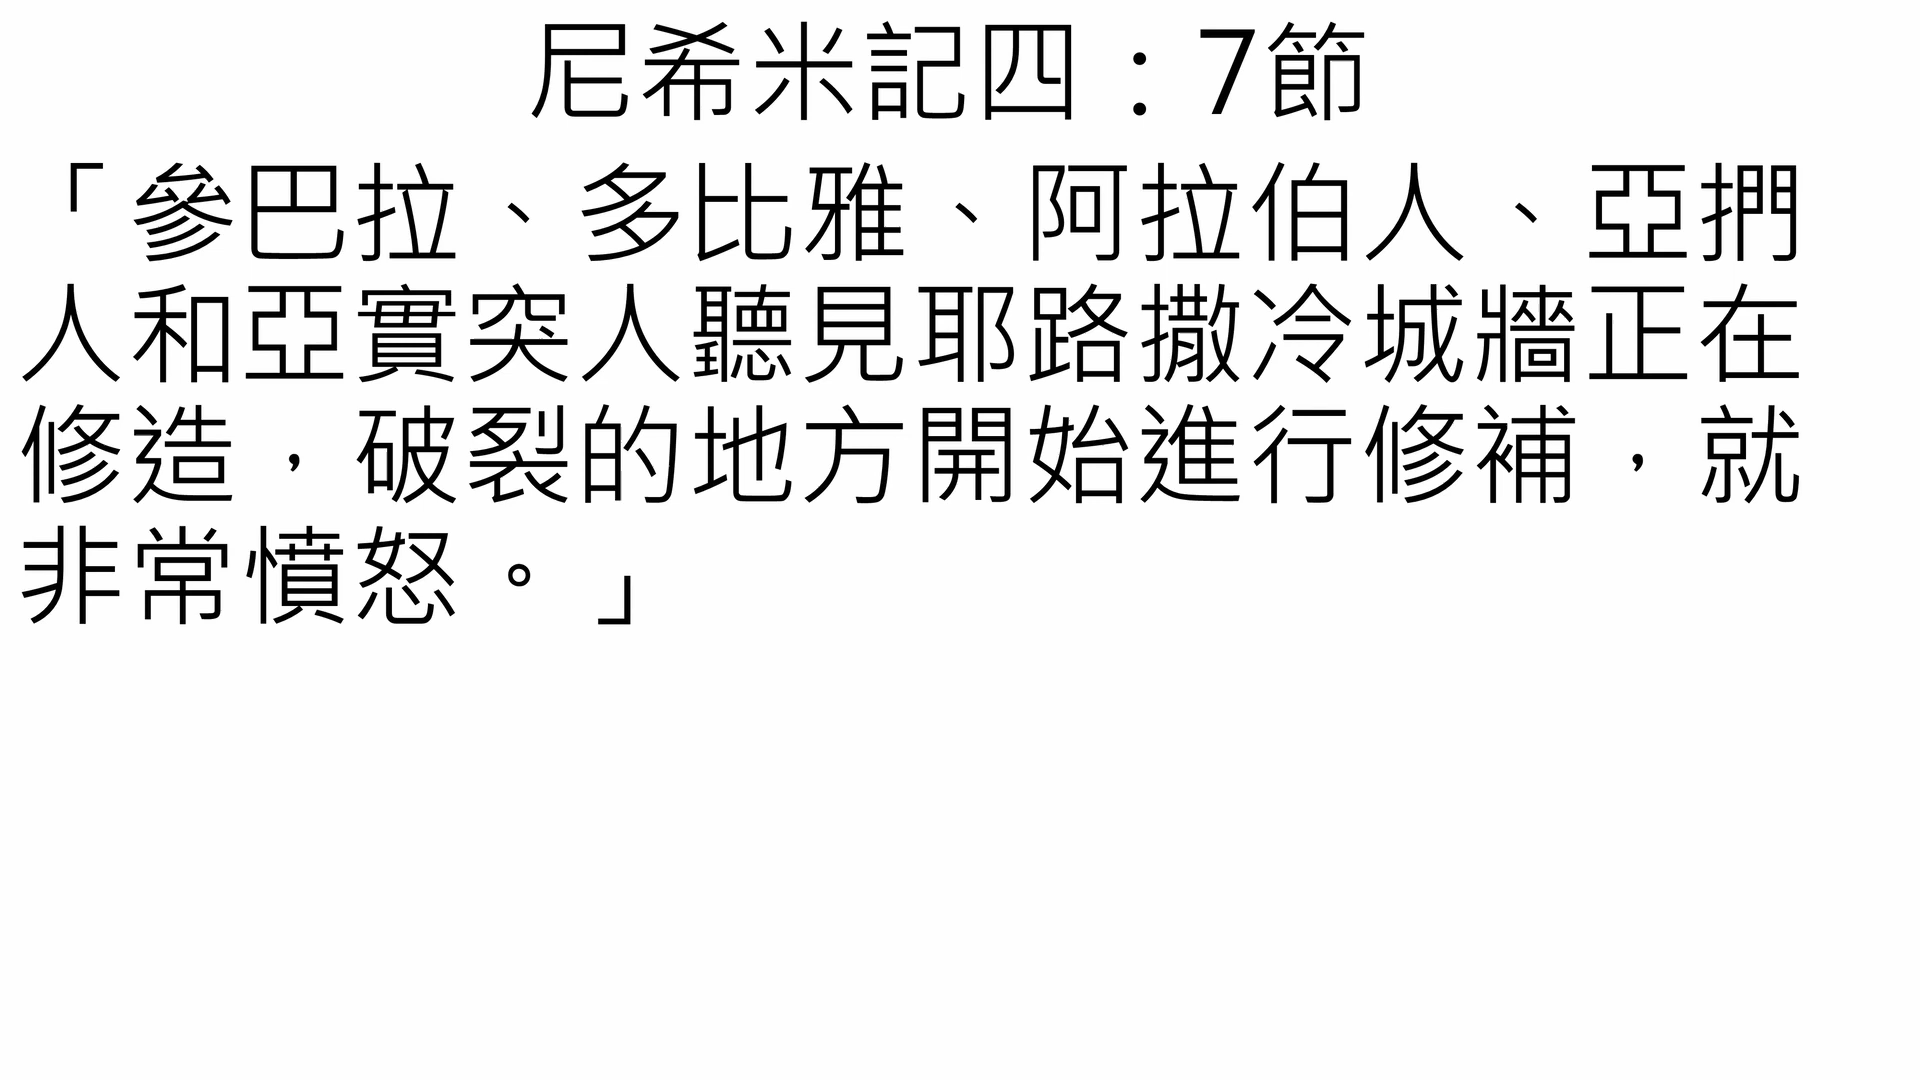 尼希米記四：7節
「參巴拉、多比雅、阿拉伯人、亞捫
人和亞實突人聽見耶路撒冷城牆正在
修造，破裂的地方開始進行修補，就
非常憤怒。」